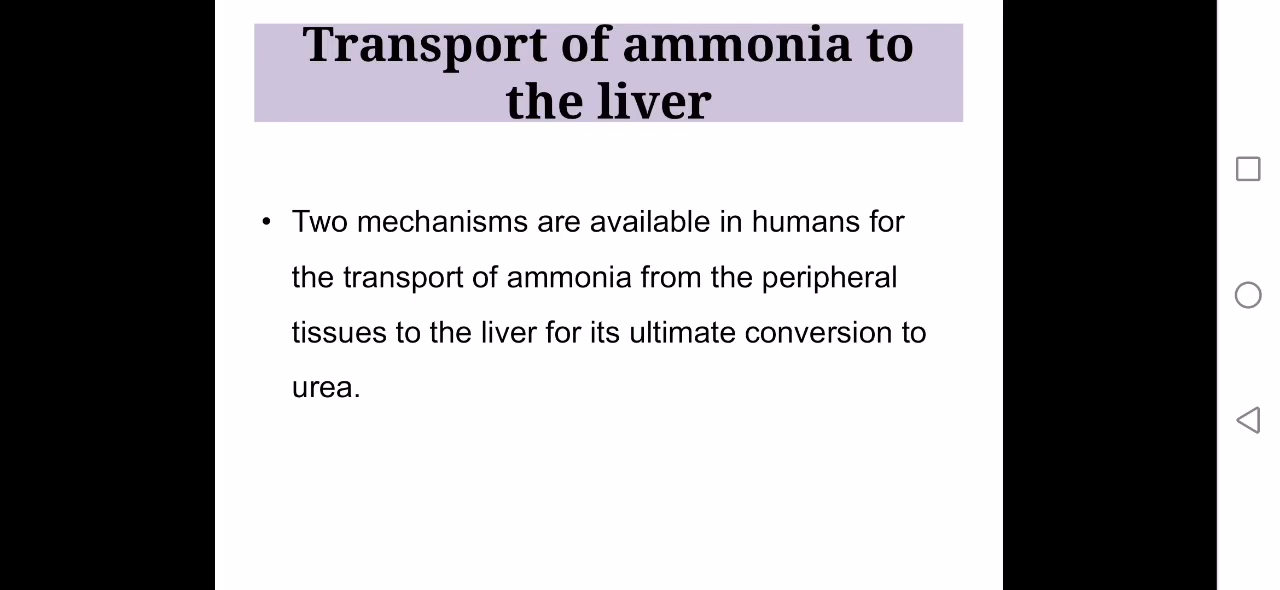 Transport of ammonia to
the liver
• Two mechanisms are available in humans for
the transport of ammonia from the peripheral
tissues to the liver for its ultimate conversion to
urea.